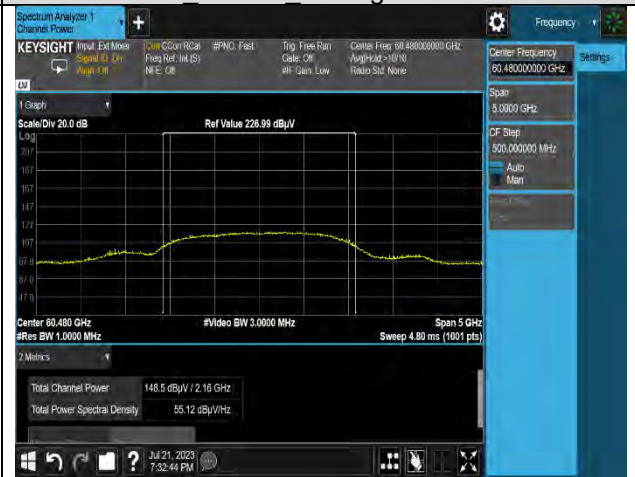 Spectrum Analyzer 1
Channel Power
+
Frequency
KEYSIGHT Input: Ext Mixer
Signal ID: On
Align: Off
Corr CCorr RCal
Freq Ref: Int (S)
NFE: Off
#PNO: Fast
Trig: Free Run
Gate: Off
#IF Gain: Low
Center Freq: 60.480000000 GHz
Avg|Hold:>10/10
Radio Std: None
Center Frequency
60.480000000 GHz
Settings
Span
5.0000 GHz
CF Step
500.000000 MHz
Auto
Man
1 Graph
Scale/Div 20.0 dB
Ref Value 226.99 dBµV
Log
207
187
167
147
127
107
87.0
67.0
47.0
Center 60.480 GHz
#Video BW 3.0000 MHz
Span 5 GHz
#Res BW 1.0000 MHz
Sweep 4.80 ms (1001 pts)
2 Metrics
Total Channel Power 148.5 dBµV / 2.16 GHz
Total Power Spectral Density 55.12 dBµV/Hz
?
Jul 21, 2023
7:32:44 PM